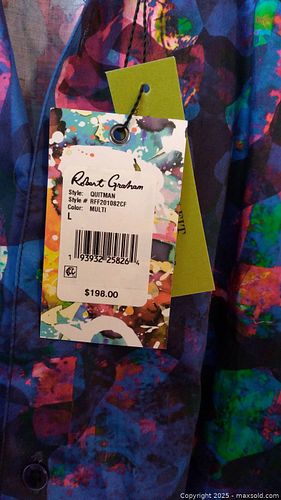 Robert Graham
Style: QUITMAN
Style # RFF201082CF
Color: MULTI
L
1 93932 25826 4
$198.00
Copyright © 2025 - maxsold.com